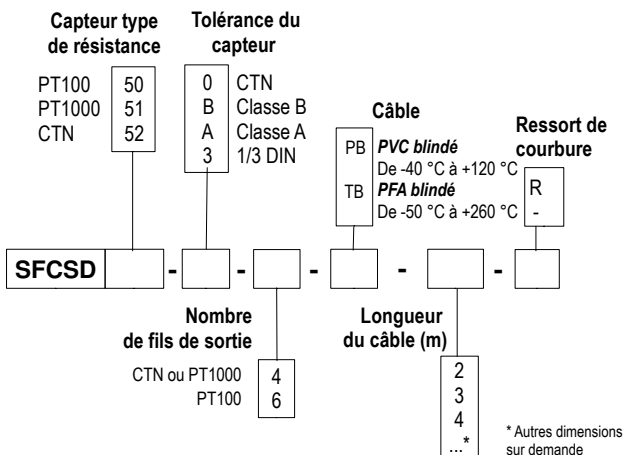 Capteur type
de résistance
PT100 50
PT1000 51
CTN 52
Tolérance du
capteur
0 CTN
B Classe B
A Classe A
3 1/3 DIN
Câble
PB PVC blindé
De -40 °C à +120 °C
TB PFA blindé
De -50 °C à +260 °C
Ressort de
courbure
R
-
SFCSD - - - - -
Nombre
de fils de sortie
CTN ou PT1000 4
PT100 6
Longueur
du câble (m)
2
3
4
...*
* Autres dimensions
sur demande